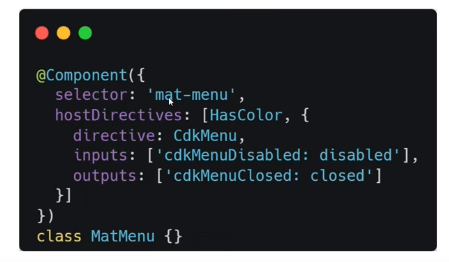 @Component({
  selector: 'mat-menu',
  hostDirectives: [HasColor, {
    directive: CdkMenu,
    inputs: ['cdkMenuDisabled: disabled'],
    outputs: ['cdkMenuClosed: closed']
  }]
})
class MatMenu {}